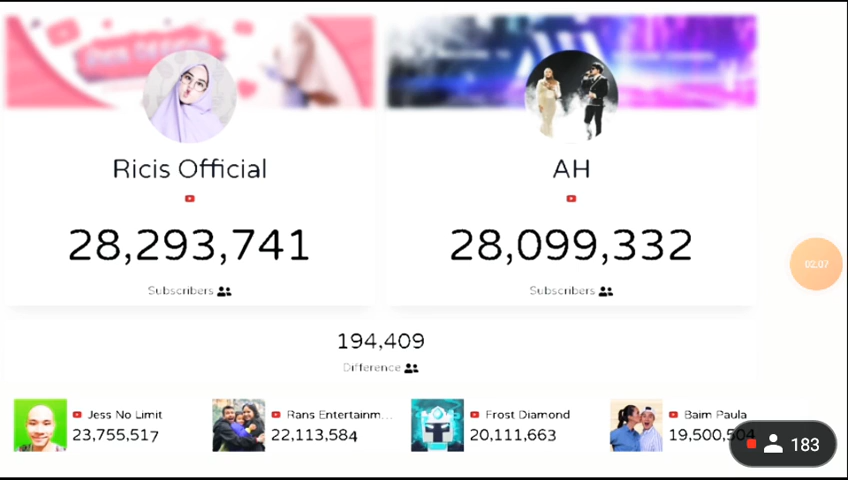 Ricis Official
28,293,741
Subscribers
AH
28,099,332
Subscribers
194,409
Difference
Jess No Limit
23,755,517
Rans Entertainm...
22,113,584
Frost Diamond
20,111,663
Baim Paula
19,500,504
02:07
183